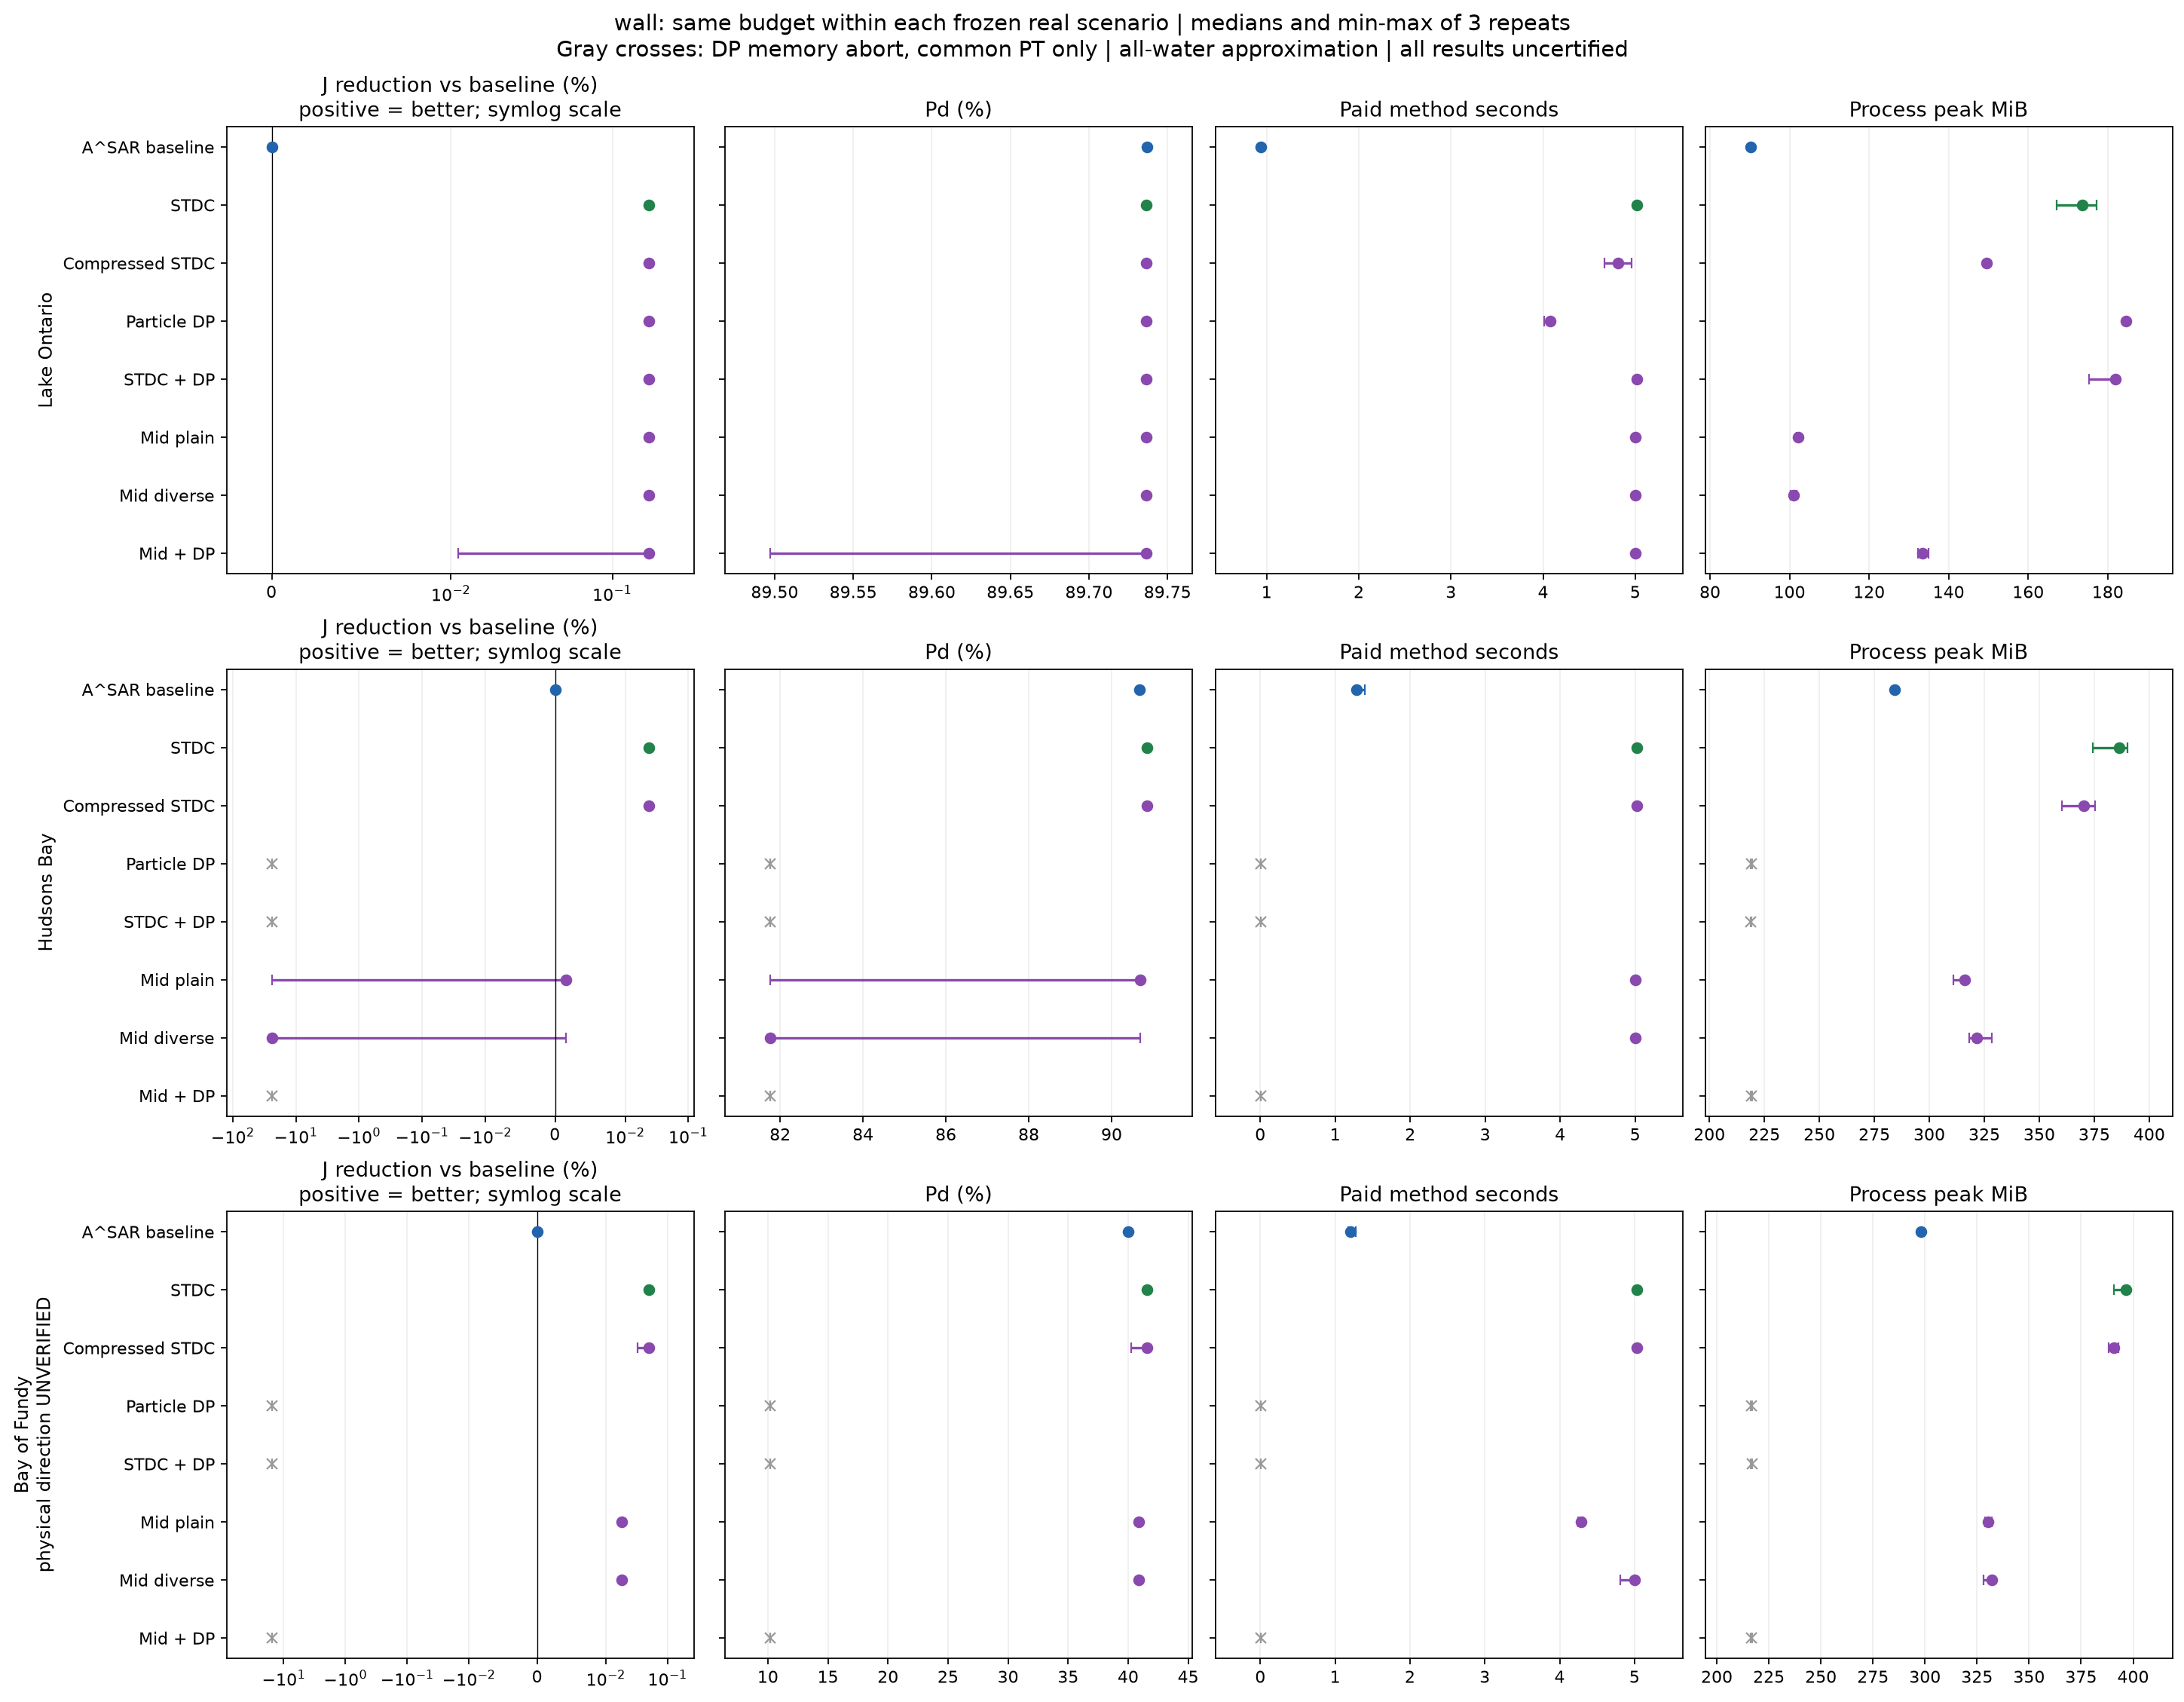 wall: same budget within each frozen real scenario | medians and min-max of 3 repeats
Gray crosses: DP memory abort, common PT only | all-water approximation | all results uncertified
J reduction vs baseline (%)
positive = better; symlog scale
Pd (%)
Paid method seconds
Process peak MiB
Lake Ontario
A^SAR baseline
STDC
Compressed STDC
Particle DP
STDC + DP
Mid plain
Mid diverse
Mid + DP
0 10⁻² 10⁻¹
89.50 89.55 89.60 89.65 89.70 89.75
1 2 3 4 5
80 100 120 140 160 180
J reduction vs baseline (%)
positive = better; symlog scale
Pd (%)
Paid method seconds
Process peak MiB
Hudsons Bay
A^SAR baseline
STDC
Compressed STDC
Particle DP
STDC + DP
Mid plain
Mid diverse
Mid + DP
−10² −10¹ −10⁰ −10⁻¹ −10⁻² 0 10⁻² 10⁻¹
82 84 86 88 90
0 1 2 3 4 5
200 225 250 275 300 325 350 375 400
J reduction vs baseline (%)
positive = better; symlog scale
Pd (%)
Paid method seconds
Process peak MiB
Bay of Fundy
physical direction UNVERIFIED
A^SAR baseline
STDC
Compressed STDC
Particle DP
STDC + DP
Mid plain
Mid diverse
Mid + DP
−10¹ −10⁰ −10⁻¹ −10⁻² 0 10⁻² 10⁻¹
10 15 20 25 30 35 40 45
0 1 2 3 4 5
200 225 250 275 300 325 350 375 400